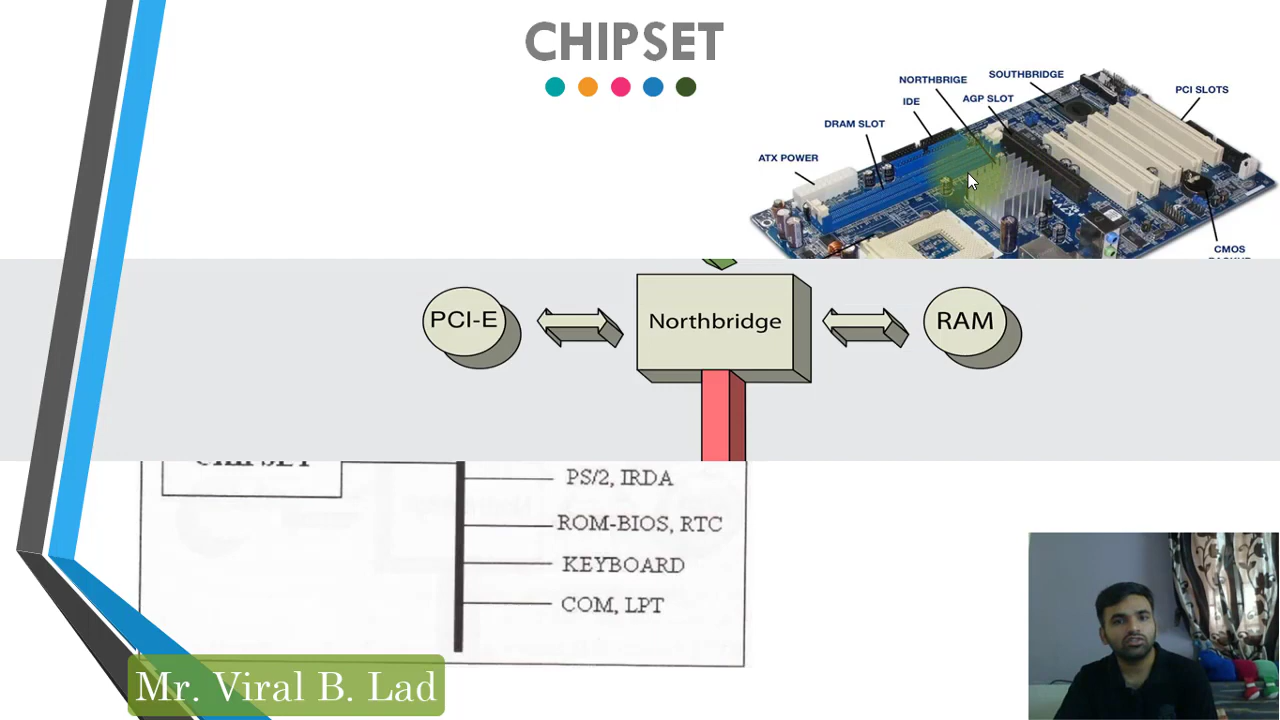 CHIPSET
SOUTHBRIDGE
NORTHBRIGE
PCI SLOTS
IDE
AGP SLOT
DRAM SLOT
ATX POWER
CMOS
PCI-E
Northbridge
RAM
PS/2, IRDA
ROM-BIOS, RTC
KEYBOARD
COM, LPT
Mr. Viral B. Lad